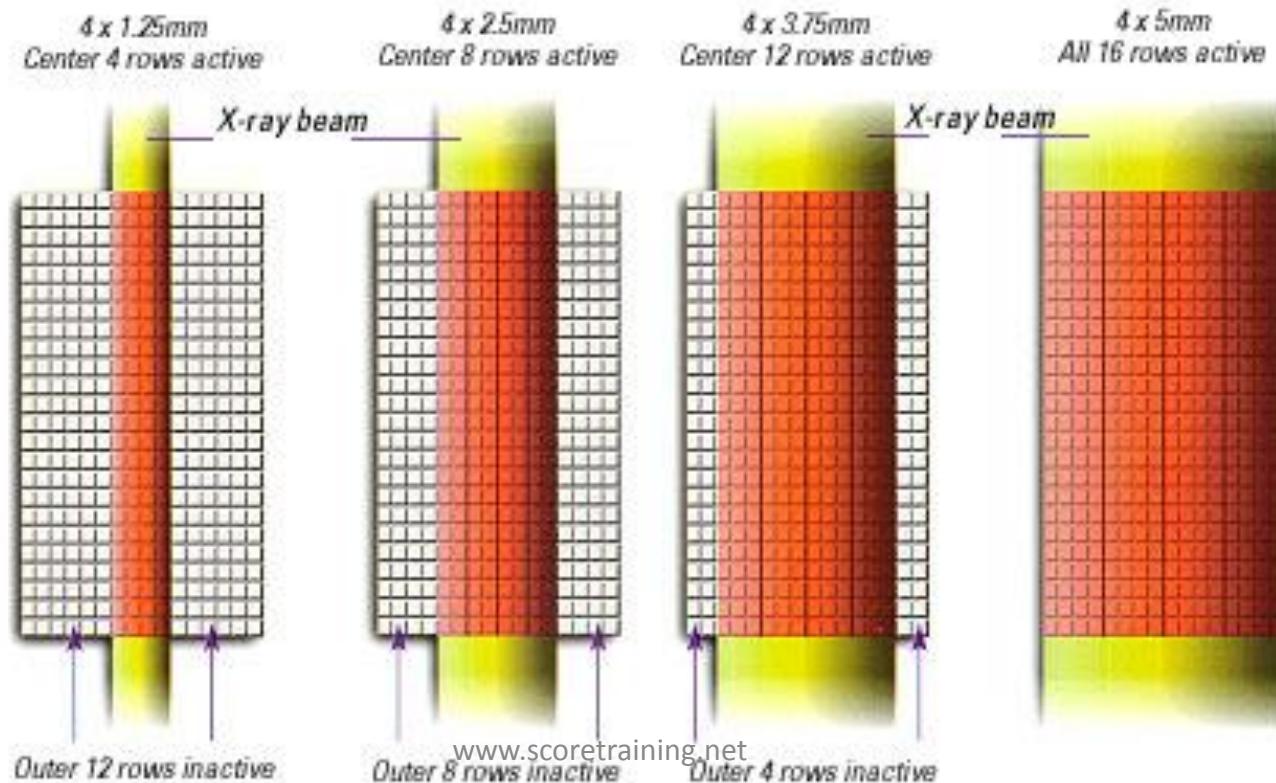 4 x 1.25mm
Center 4 rows active
4 x 2.5mm
Center 8 rows active
4 x 3.75mm
Center 12 rows active
4 x 5mm
All 16 rows active
X-ray beam
X-ray beam
www.scoretraining.net
Outer 12 rows inactive
Outer 8 rows inactive
Outer 4 rows inactive